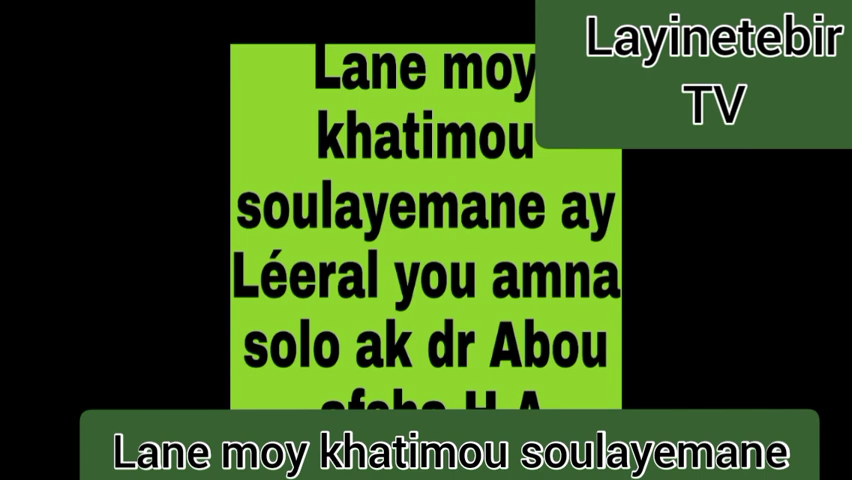 Layinetebir
TV
Lane moy
khatimou
soulayemane ay
Léeral you amna
solo ak dr Abou
Lane moy khatimou soulayemane